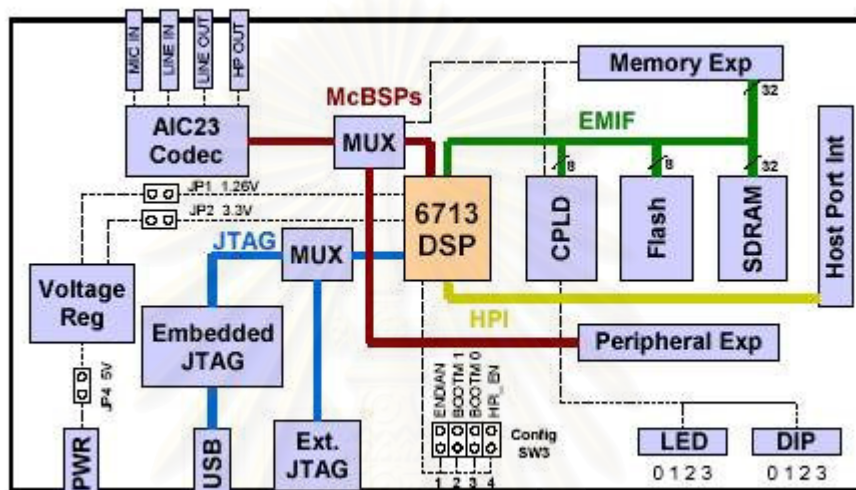 MIC IN
LINE IN
LINE OUT
HP OUT
Memory Exp
32
McBSPs
AIC23
Codec
MUX
EMIF
8
8
32
JP1 1.26V
JP2 3.3V
6713
DSP
CPLD
Flash
SDRAM
Host Port Int
JTAG
MUX
Voltage
Reg
HPI
Embedded
JTAG
Peripheral Exp
JP4 5V
ENDIAN
BOOTM 1
BOOTM 0
HPI_EN
Config
SW3
1 2 3 4
PWR
USB
Ext.
JTAG
LED
DIP
0 1 2 3
0 1 2 3